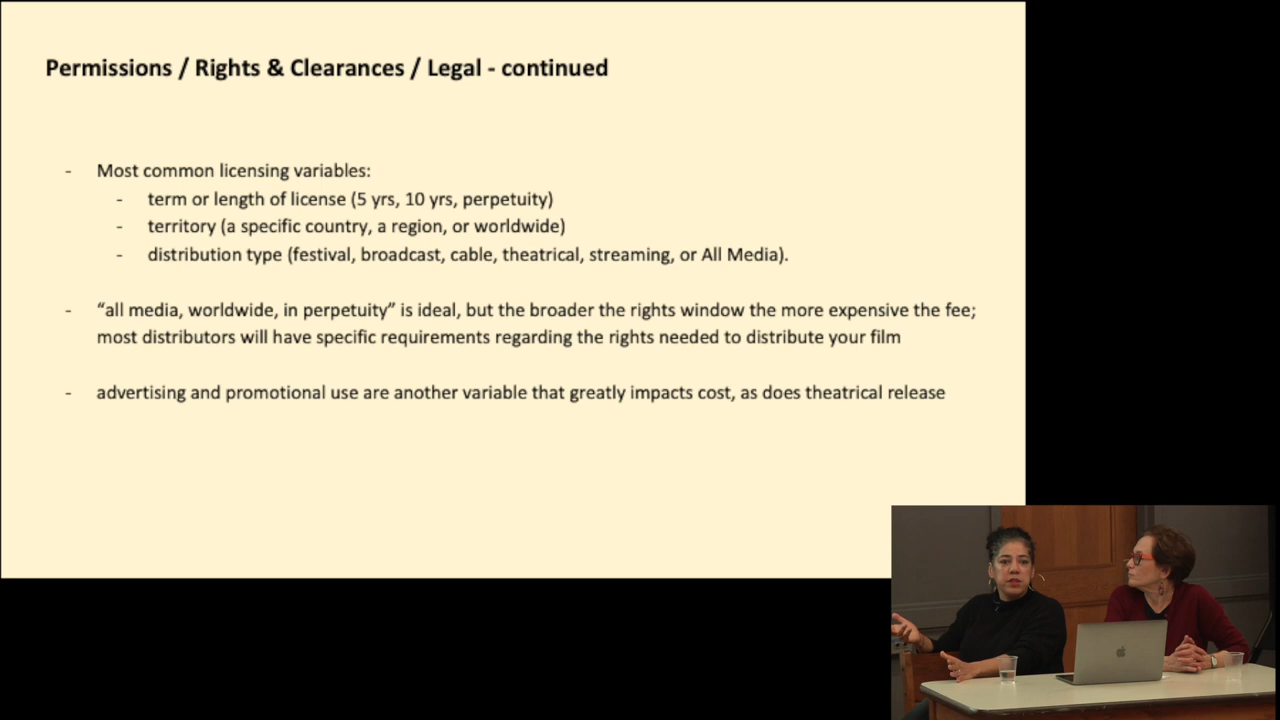 Permissions / Rights & Clearances / Legal - continued
- Most common licensing variables:
- term or length of license (5 yrs, 10 yrs, perpetuity)
- territory (a specific country, a region, or worldwide)
- distribution type (festival, broadcast, cable, theatrical, streaming, or All Media).
- “all media, worldwide, in perpetuity” is ideal, but the broader the rights window the more expensive the fee;
most distributors will have specific requirements regarding the rights needed to distribute your film
- advertising and promotional use are another variable that greatly impacts cost, as does theatrical release